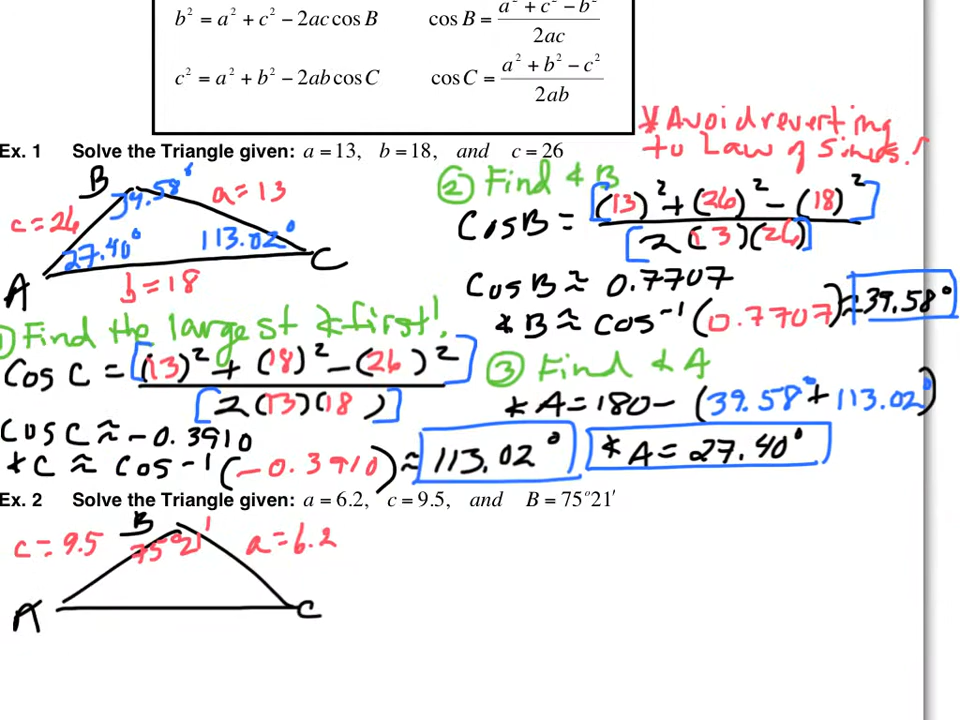 b² = a² + c² − 2ac cos B    cos B = (a² + c² − b²) / 2ac
c² = a² + b² − 2ab cos C    cos C = (a² + b² − c²) / 2ab
* Avoid reverting
to Law of Sines!
Ex. 1 Solve the Triangle given: a = 13, b = 18, and c = 26
B
39.58°
a = 13
c = 26
27.40°
113.02°
A
C
b = 18
① Find the largest ∡ first!
Cos C = [(13)² + (18)² − (26)²] / [2(13)(18)]
Cos C ≈ −0.3910
∡C ≈ cos⁻¹(−0.3910) ≈ 113.02°
② Find ∡B
Cos B = [(13)² + (26)² − (18)²] / [2(13)(26)]
Cos B ≈ 0.7707
∡B ≈ cos⁻¹(0.7707) ≈ 39.58°
③ Find ∡A
∡A = 180 − (39.58° + 113.02°)
∡A = 27.40°
Ex. 2 Solve the Triangle given: a = 6.2, c = 9.5, and B = 75°21′
B
c = 9.5
75°21′
a = 6.2
A
C